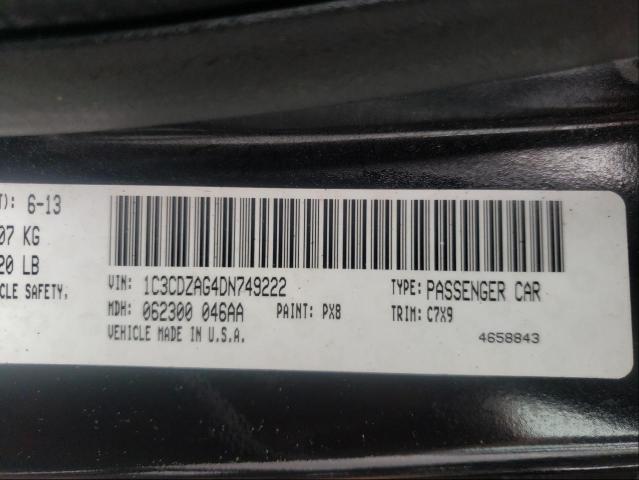 T): 6-13
07 KG
20 LB
CLE SAFETY,
VIN: 1C3CDZAG4DN749222
TYPE: PASSENGER CAR
MDH: 062300 046AA
PAINT: PX8
TRIM: C7X9
VEHICLE MADE IN U.S.A.
4658843